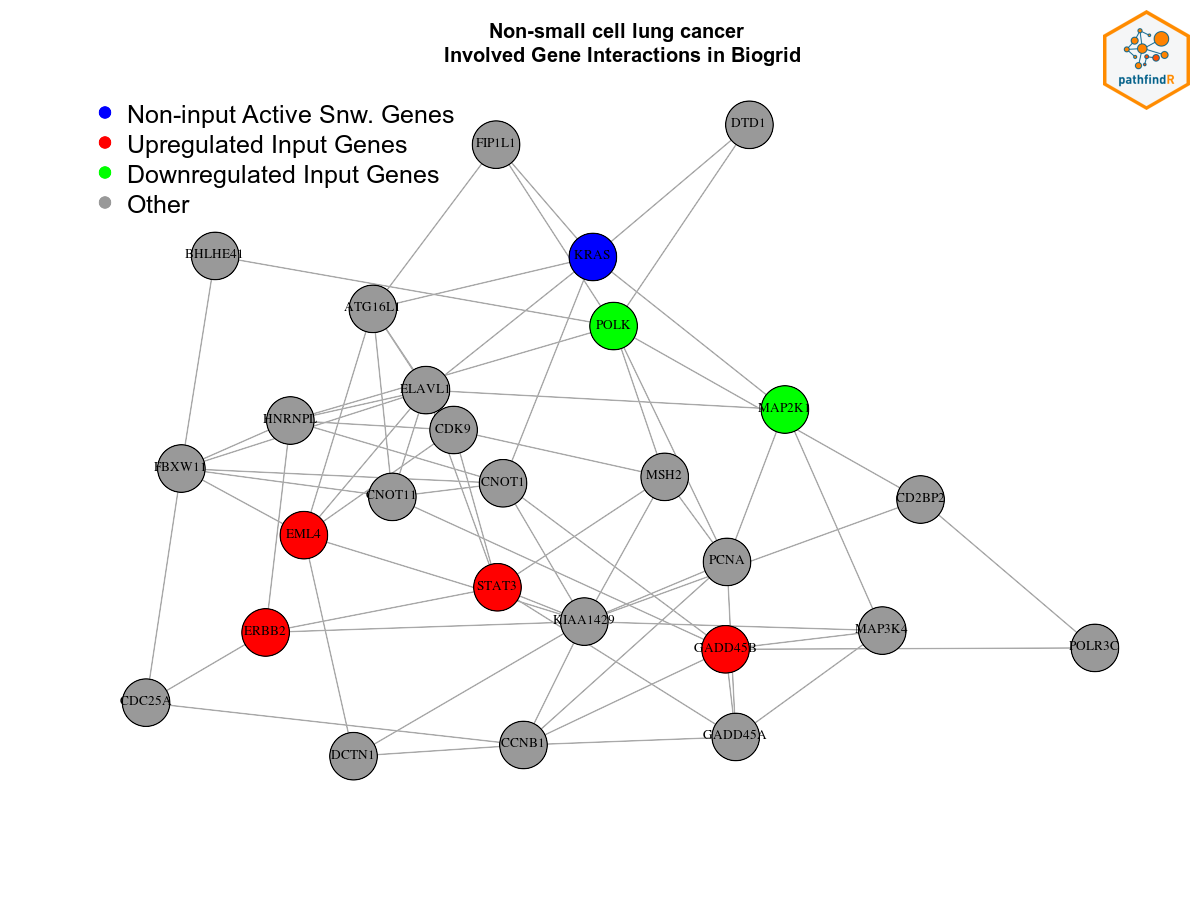 Non-small cell lung cancer
Involved Gene Interactions in Biogrid
pathfindR
Non-input Active Snw. Genes
Upregulated Input Genes
Downregulated Input Genes
Other
DTD1
FIP1L1
BHLHE41
KRAS
ATG16L1
POLK
ELAVL1
MAP2K1
HNRNPL
CDK9
FBXW11
MSH2
CNOT1
CNOT11
CD2BP2
EML4
PCNA
STAT3
KIAA1429
MAP3K4
ERBB2
GADD45B
POLR3C
CDC25A
GADD45A
CCNB1
DCTN1